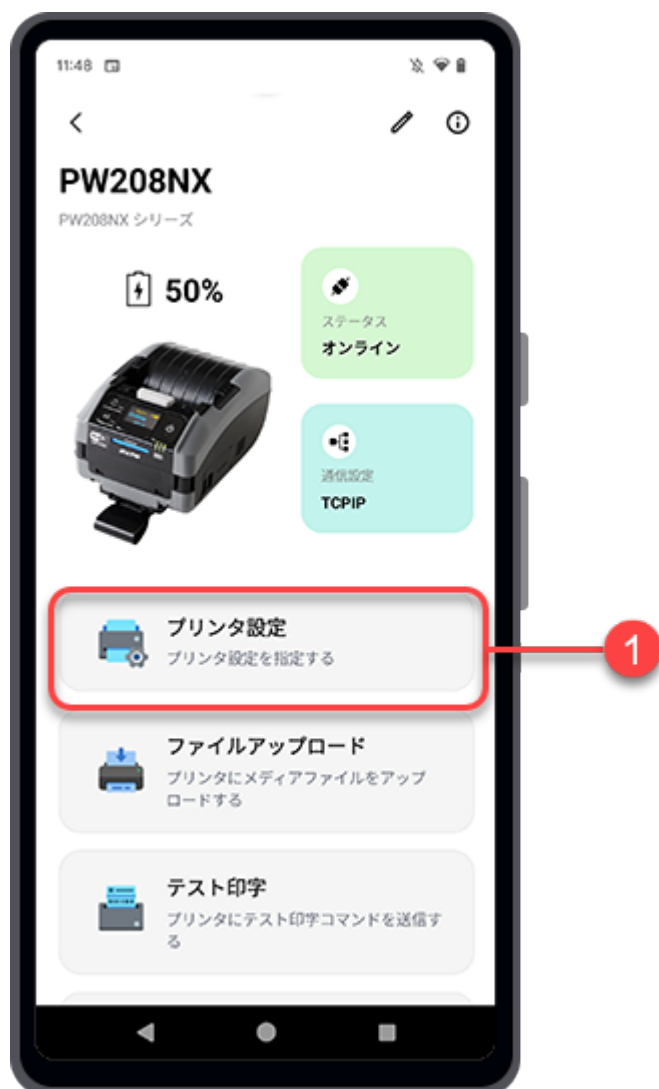 11:48
PW208NX
PW208NX シリーズ
50%
ステータス
オンライン
通信設定
TCPIP
プリンタ設定
プリンタ設定を指定する
1
ファイルアップロード
プリンタにメディアファイルをアップ
ロードする
テスト印字
プリンタにテスト印字コマンドを送信す
る